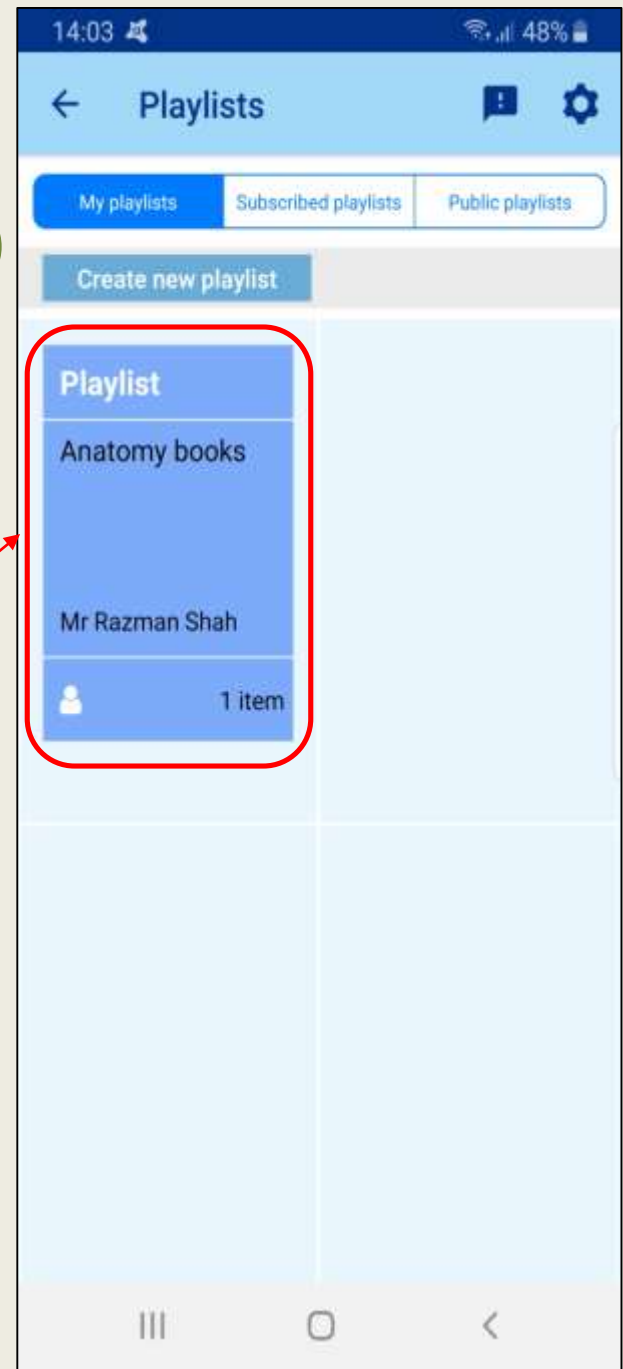 14:03 48%
Playlists
My playlists Subscribed playlists Public playlists
Create new playlist
Playlist
Anatomy books
Mr Razman Shah
1 item